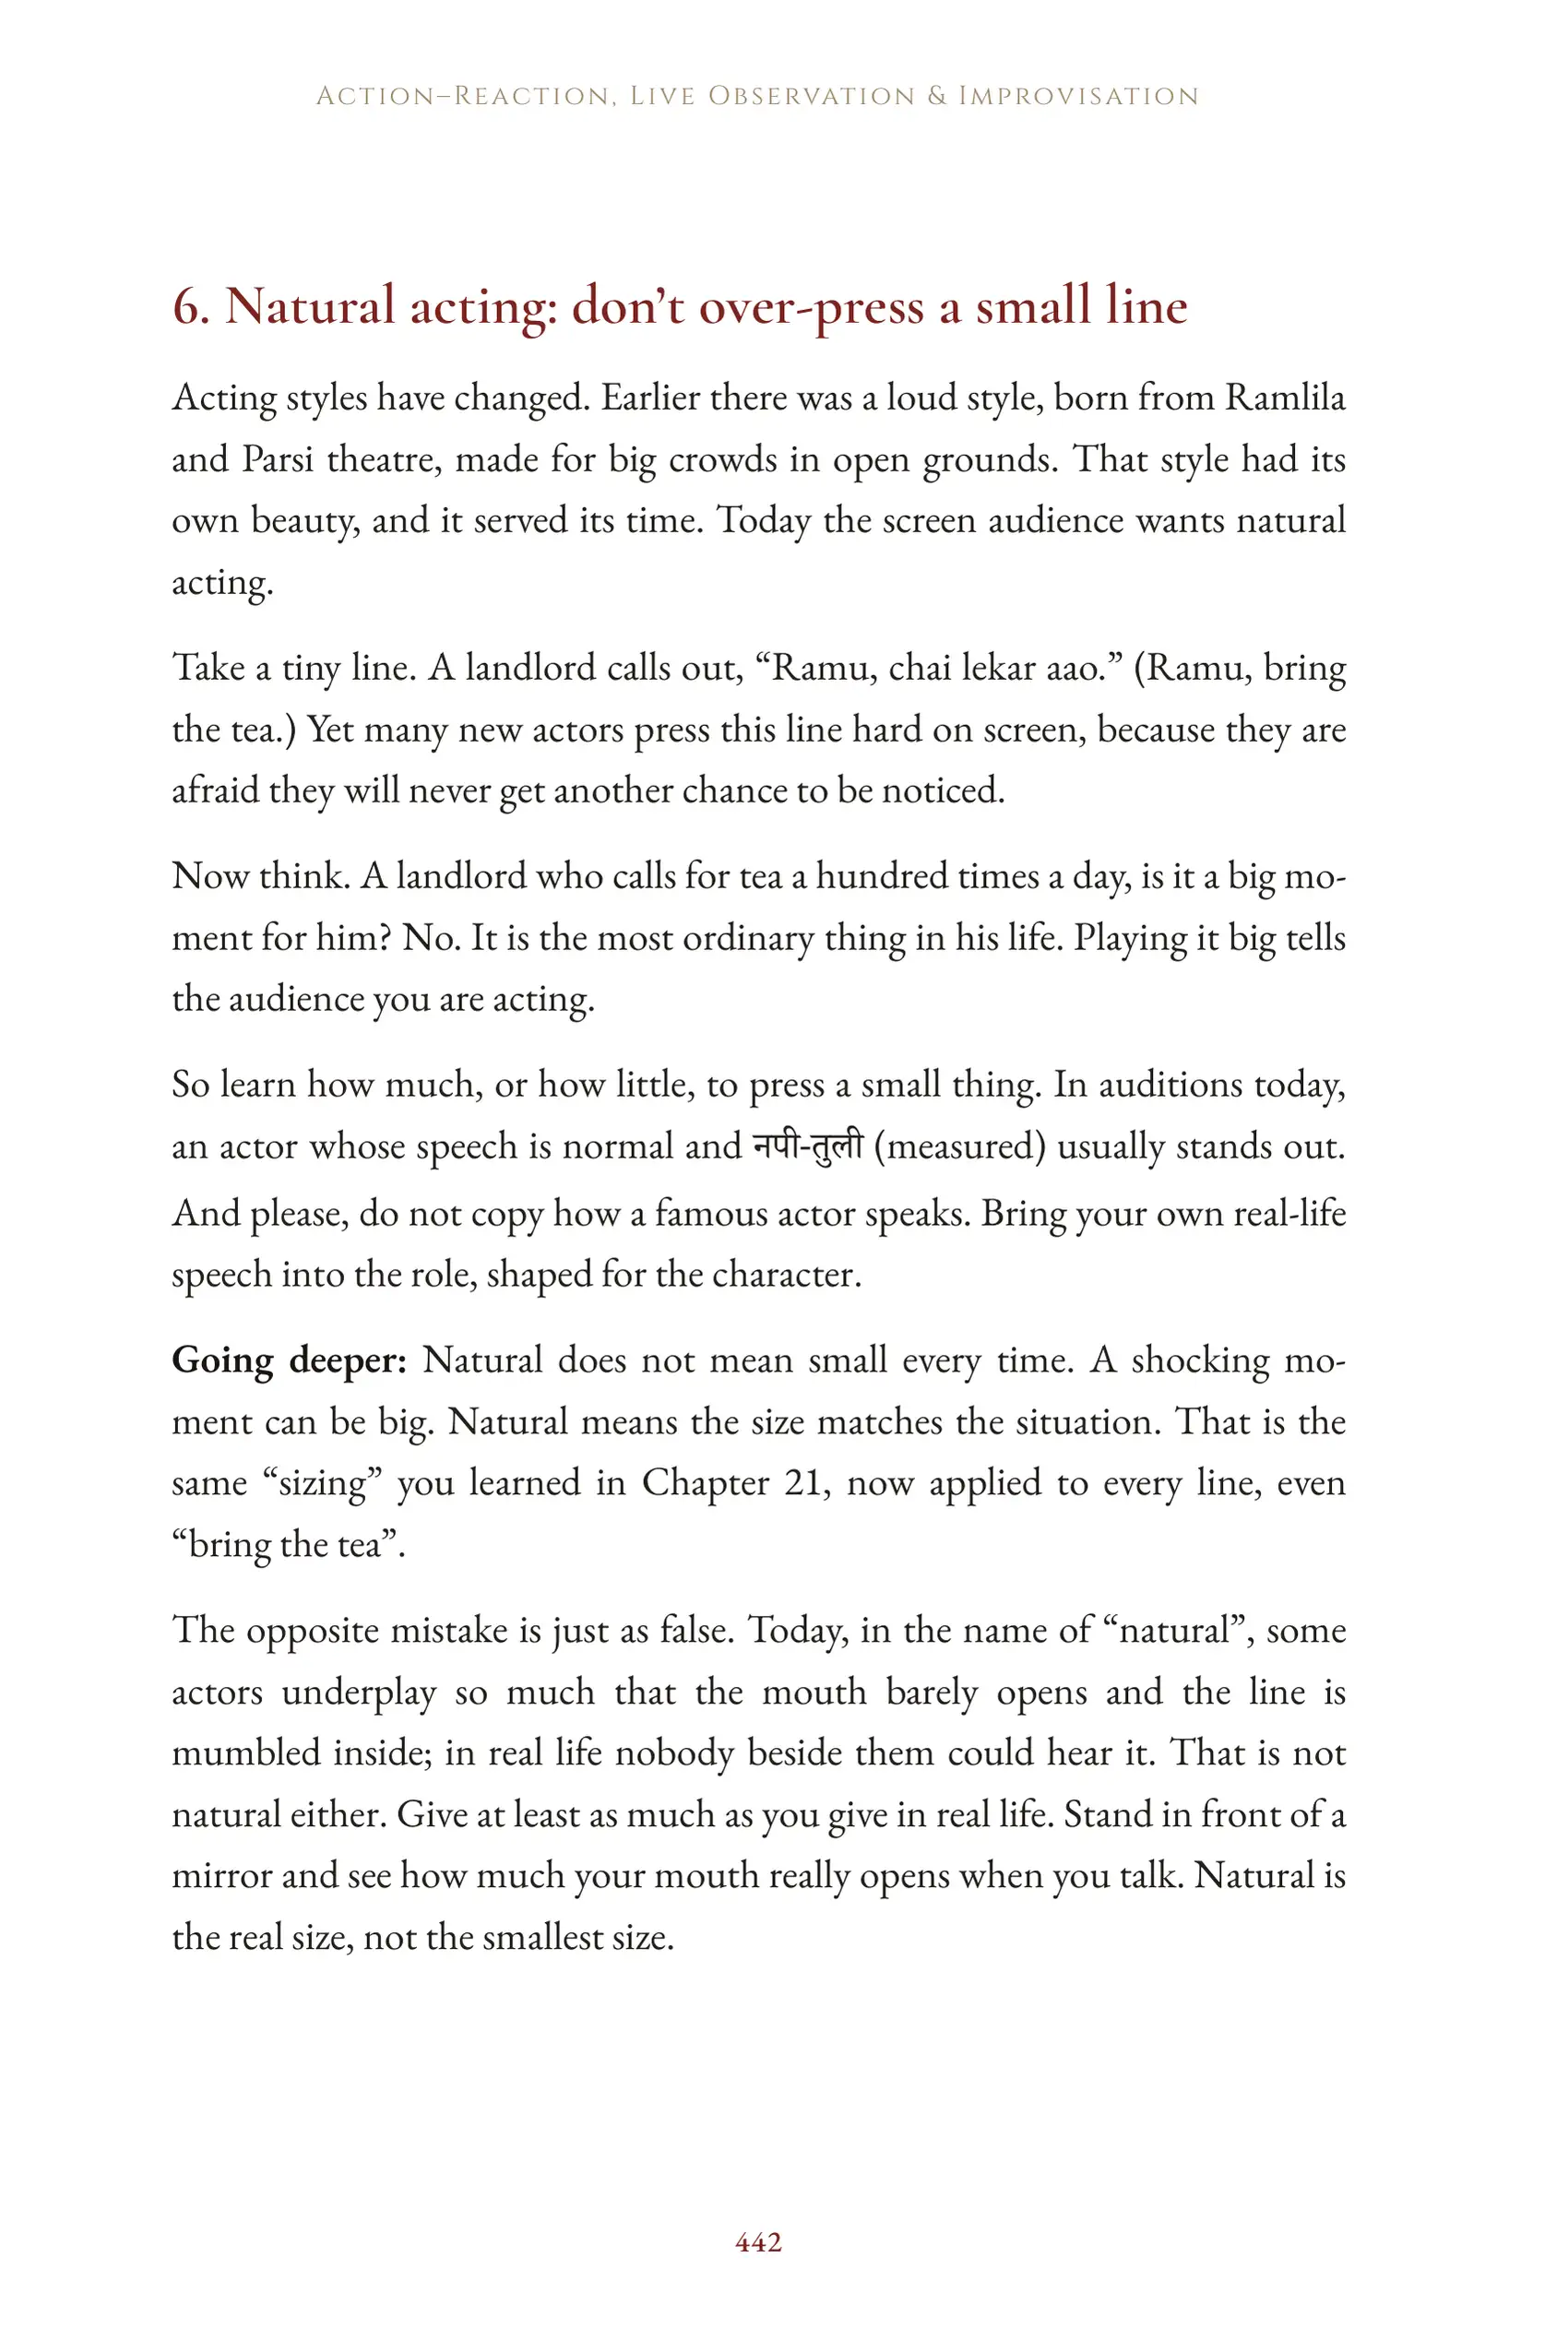 Action–Reaction, Live Observation & Improvisation
6. Natural acting: don’t over-press a small line
Acting styles have changed. Earlier there was a loud style, born from Ramlila
and Parsi theatre, made for big crowds in open grounds. That style had its
own beauty, and it served its time. Today the screen audience wants natural
acting.
Take a tiny line. A landlord calls out, “Ramu, chai lekar aao.” (Ramu, bring
the tea.) Yet many new actors press this line hard on screen, because they are
afraid they will never get another chance to be noticed.
Now think. A landlord who calls for tea a hundred times a day, is it a big mo-
ment for him? No. It is the most ordinary thing in his life. Playing it big tells
the audience you are acting.
So learn how much, or how little, to press a small thing. In auditions today,
an actor whose speech is normal and नपी-तुली (measured) usually stands out.
And please, do not copy how a famous actor speaks. Bring your own real-life
speech into the role, shaped for the character.
Going deeper: Natural does not mean small every time. A shocking mo-
ment can be big. Natural means the size matches the situation. That is the
same “sizing” you learned in Chapter 21, now applied to every line, even
“bring the tea”.
The opposite mistake is just as false. Today, in the name of “natural”, some
actors underplay so much that the mouth barely opens and the line is
mumbled inside; in real life nobody beside them could hear it. That is not
natural either. Give at least as much as you give in real life. Stand in front of a
mirror and see how much your mouth really opens when you talk. Natural is
the real size, not the smallest size.
442